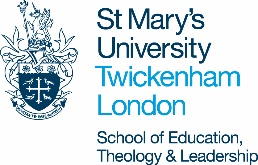 St Mary's
University
Twickenham
London
School of Education,
Theology & Leadership